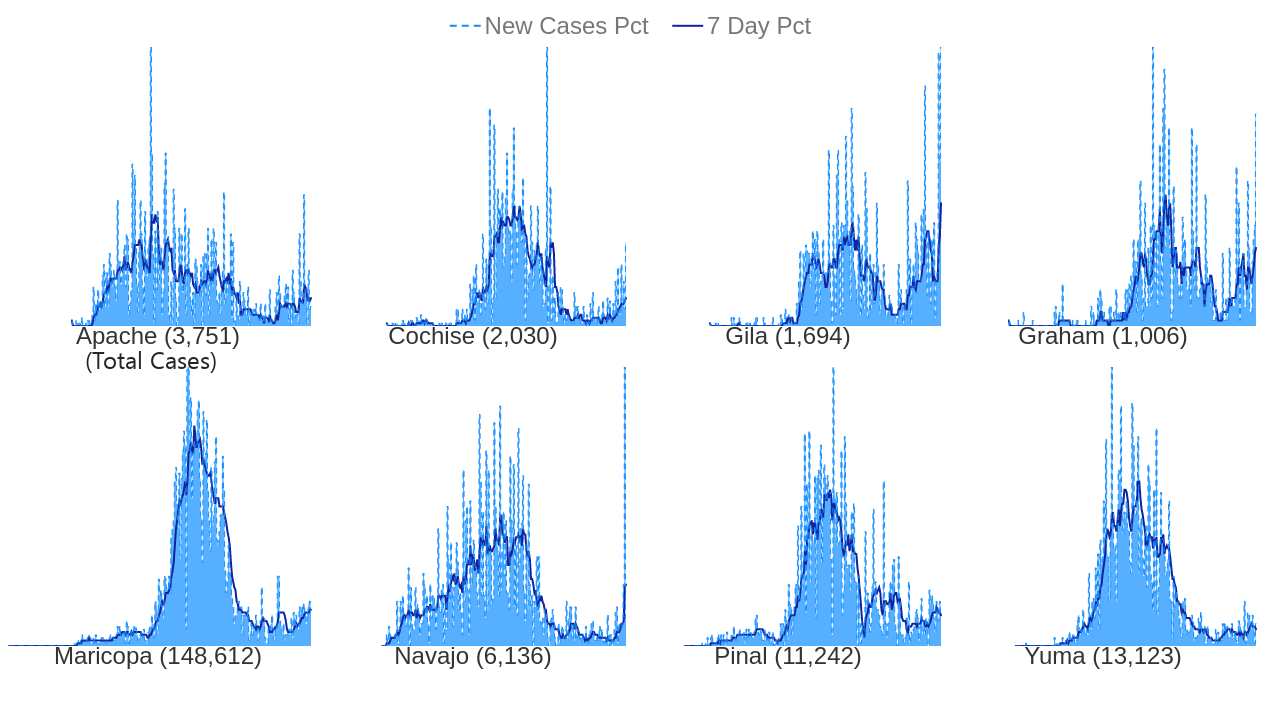 New Cases Pct 7 Day Pct
Apache (3,751) Cochise (2,030) Gila (1,694) Graham (1,006)
(Total Cases)
Maricopa (148,612) Navajo (6,136) Pinal (11,242) Yuma (13,123)